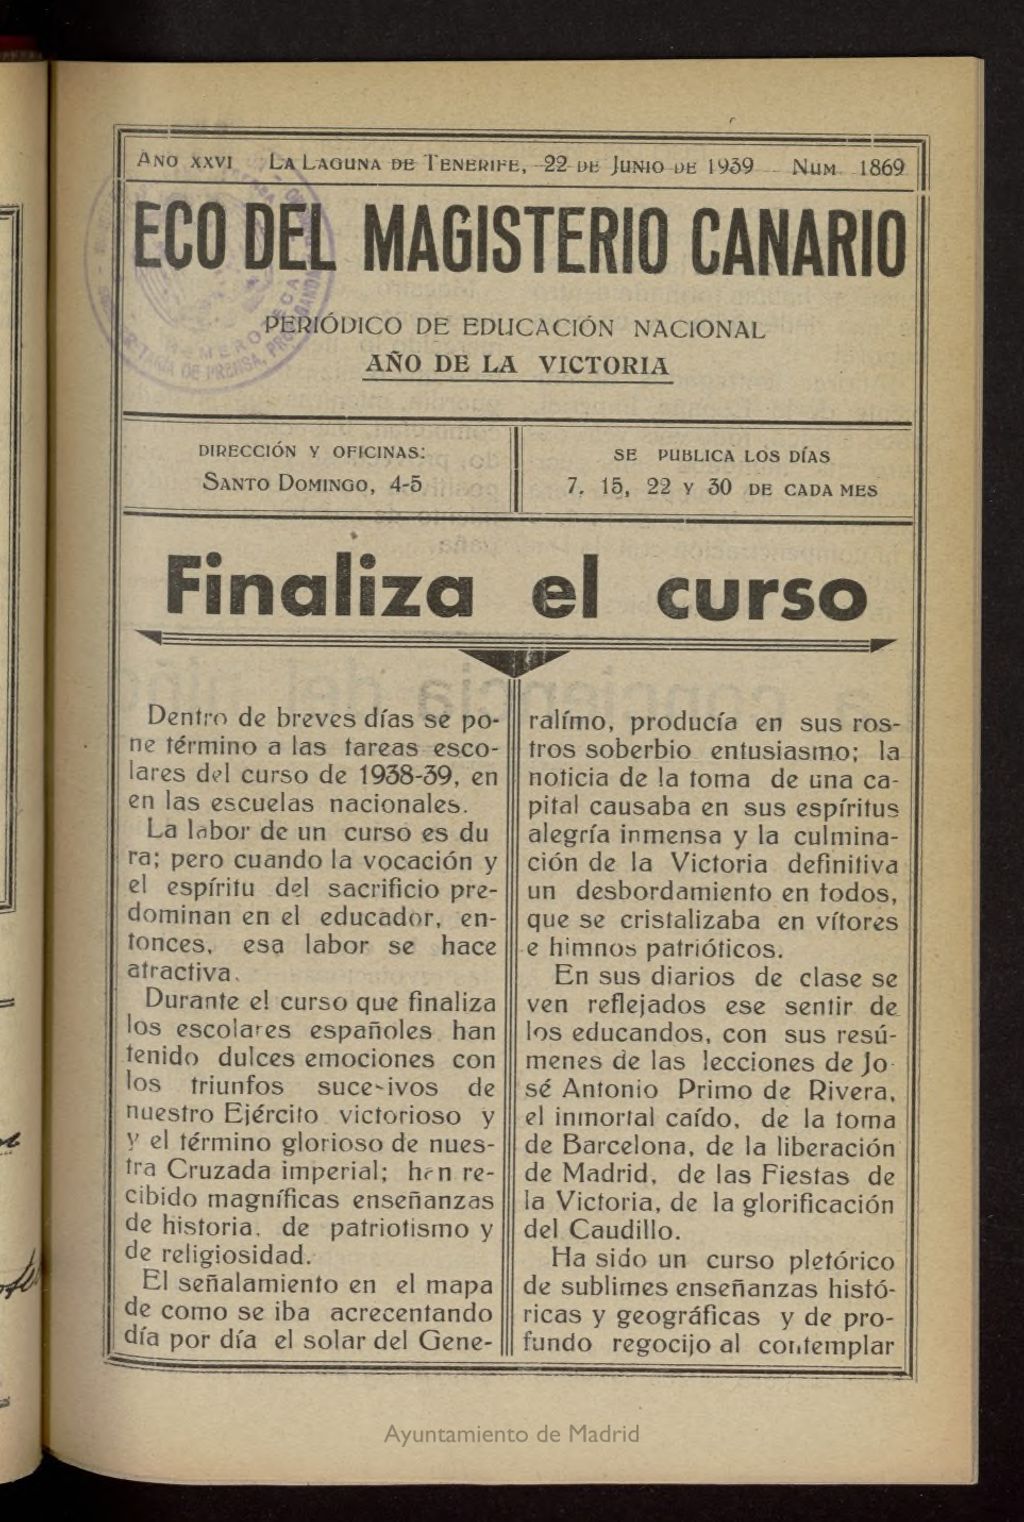 AÑO XXVI LA LAGUNA DE TENERIFE, 22 DE JUNIO DE 1939 NUM 1869
ECO DEL MAGISTERIO CANARIO
PERIÓDICO DE EDUCACIÓN NACIONAL
AÑO DE LA VICTORIA
DIRECCIÓN Y OFICINAS:
SANTO DOMINGO, 4-5
SE PUBLICA LOS DÍAS
7, 15, 22 Y 30 DE CADA MES
Finaliza el curso
Dentro de breves días se po-
ne término a las tareas esco-
lares del curso de 1938-39, en
en las escuelas nacionales.
La labor de un curso es du
ra; pero cuando la vocación y
el espíritu del sacrificio pre-
dominan en el educador, en-
tonces, esa labor se hace
atractiva.
Durante el curso que finaliza
los escolares españoles han
tenido dulces emociones con
los triunfos sucesivos de
nuestro Ejército victorioso y
y el término glorioso de nues-
tra Cruzada imperial; han re-
cibido magníficas enseñanzas
de historia, de patriotismo y
de religiosidad.
El señalamiento en el mapa
de como se iba acrecentando
día por día el solar del Gene-
ralímo, producía en sus ros-
tros soberbio entusiasmo; la
noticia de la toma de una ca-
pital causaba en sus espíritus
alegría inmensa y la culmina-
ción de la Victoria definitiva
un desbordamiento en todos,
que se cristalizaba en vítores
e himnos patrióticos.
En sus diarios de clase se
ven reflejados ese sentir de
los educandos, con sus resú-
menes de las lecciones de Jo-
sé Antonio Primo de Rivera,
el inmortal caído, de la toma
de Barcelona, de la liberación
de Madrid, de las Fiestas de
la Victoria, de la glorificación
del Caudillo.
Ha sido un curso pletórico
de sublimes enseñanzas histó-
ricas y geográficas y de pro-
fundo regocijo al contemplar
Ayuntamiento de Madrid